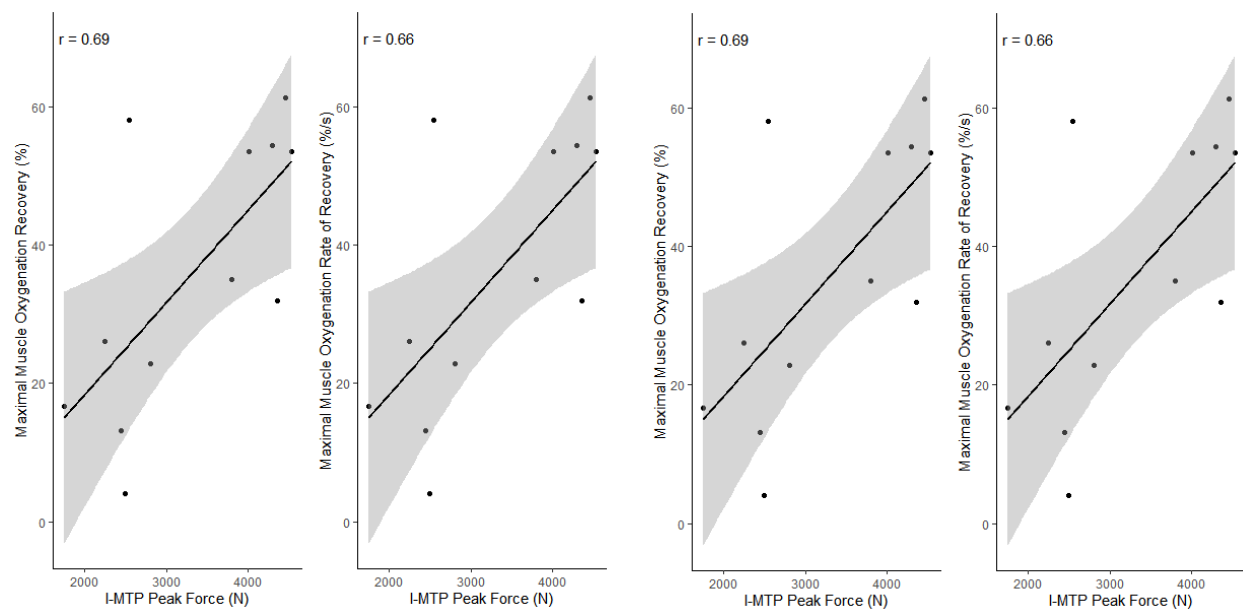 r = 0.69
Maximal Muscle Oxygenation Recovery (%)
60
40
20
0
2000 3000 4000
I-MTP Peak Force (N)
r = 0.66
Maximal Muscle Oxygenation Rate of Recovery (%/s)
60
40
20
0
2000 3000 4000
I-MTP Peak Force (N)
r = 0.69
Maximal Muscle Oxygenation Recovery (%)
60
40
20
0
2000 3000 4000
I-MTP Peak Force (N)
r = 0.66
Maximal Muscle Oxygenation Rate of Recovery (%/s)
60
40
20
0
2000 3000 4000
I-MTP Peak Force (N)